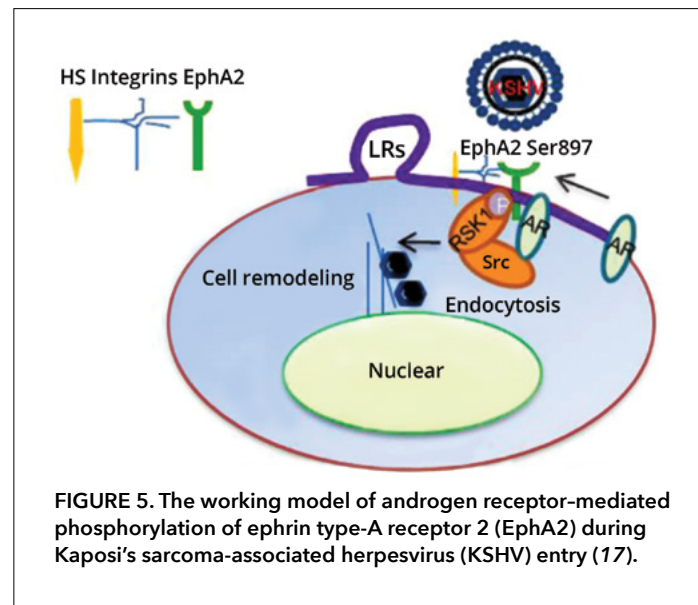 HS Integrins EphA2
KSHV
EphA2 Ser897
LRs
P
RSK1
AR
AR
Src
Cell remodeling
Endocytosis
Nuclear
FIGURE 5. The working model of androgen receptor–mediated
phosphorylation of ephrin type-A receptor 2 (EphA2) during
Kaposi's sarcoma-associated herpesvirus (KSHV) entry (17).